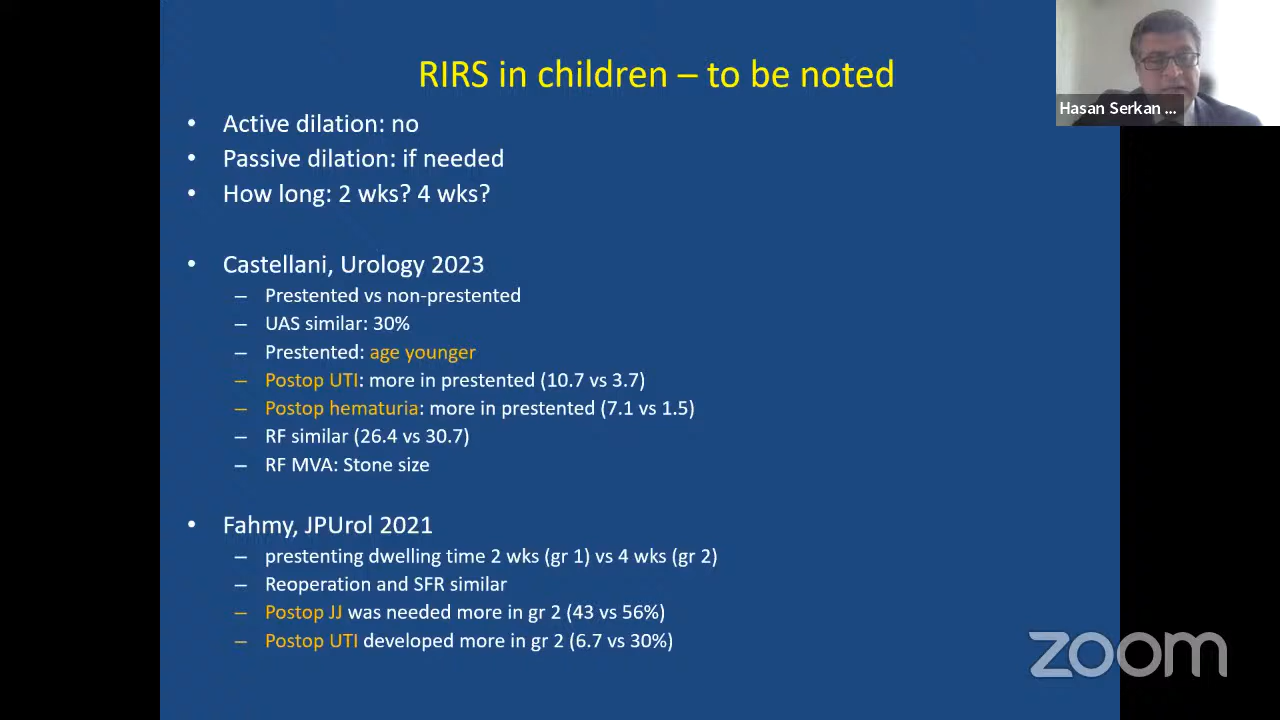 RIRS in children – to be noted
Hasan Serkan ...
• Active dilation: no
• Passive dilation: if needed
• How long: 2 wks? 4 wks?
• Castellani, Urology 2023
– Prestented vs non-prestented
– UAS similar: 30%
– Prestented: age younger
– Postop UTI: more in prestented (10.7 vs 3.7)
– Postop hematuria: more in prestented (7.1 vs 1.5)
– RF similar (26.4 vs 30.7)
– RF MVA: Stone size
• Fahmy, JPUrol 2021
– prestenting dwelling time 2 wks (gr 1) vs 4 wks (gr 2)
– Reoperation and SFR similar
– Postop JJ was needed more in gr 2 (43 vs 56%)
– Postop UTI developed more in gr 2 (6.7 vs 30%)
zoom